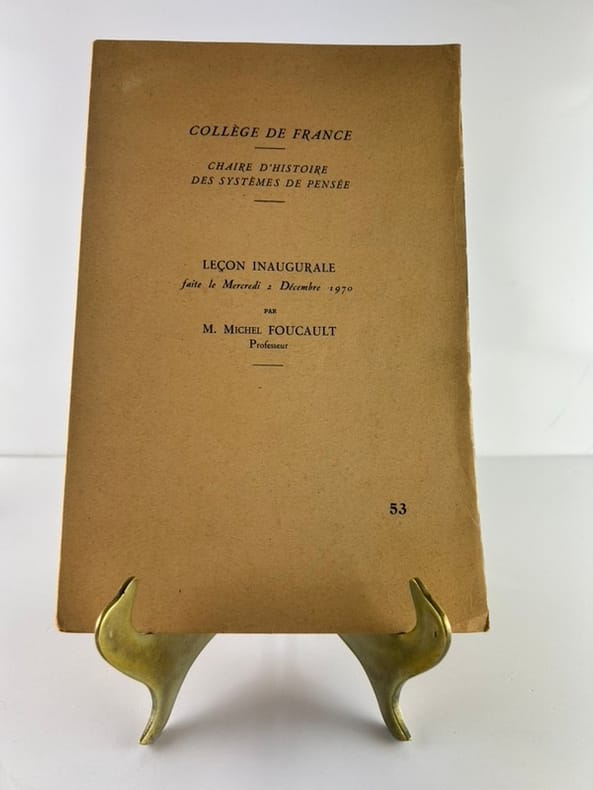 COLLÈGE DE FRANCE
CHAIRE D'HISTOIRE
DES SYSTÈMES DE PENSÉE
LEÇON INAUGURALE
faite le Mercredi 2 Décembre 1970
PAR
M. MICHEL FOUCAULT
Professeur
53